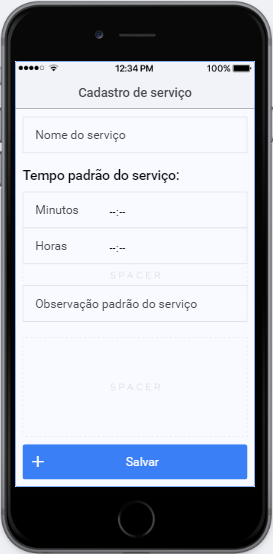 12:34 PM 100%
Cadastro de serviço
Nome do serviço
Tempo padrão do serviço:
Minutos --:--
Horas --:--
SPACER
Observação padrão do serviço
SPACER
+ Salvar